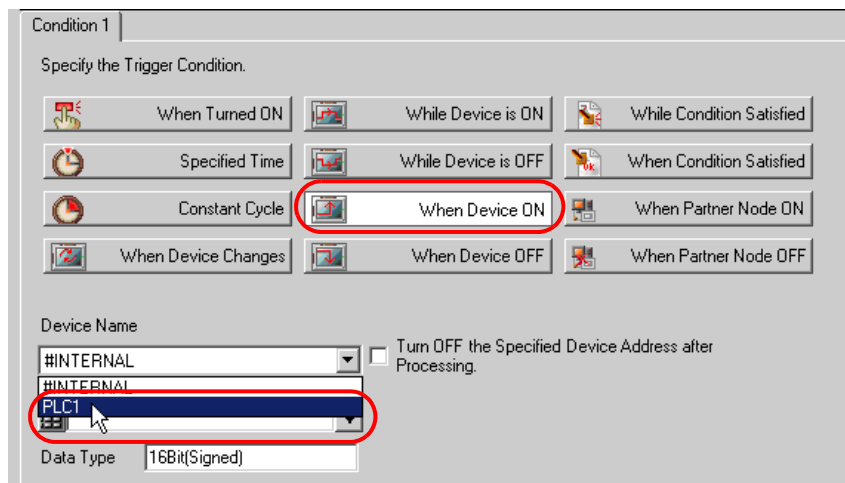 Condition 1
Specify the Trigger Condition.
When Turned ON
While Device is ON
While Condition Satisfied
Specified Time
While Device is OFF
When Condition Satisfied
Constant Cycle
When Device ON
When Partner Node ON
When Device Changes
When Device OFF
When Partner Node OFF
Device Name
#INTERNAL
Turn OFF the Specified Device Address after
Processing.
#INTERNAL
PLC1
Data Type
16Bit(Signed)